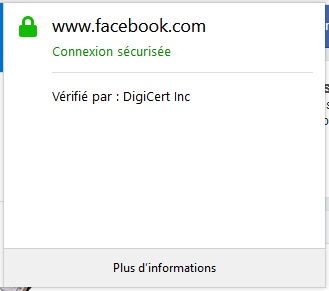 www.facebook.com
Connexion sécurisée
Vérifié par : DigiCert Inc
Plus d’informations